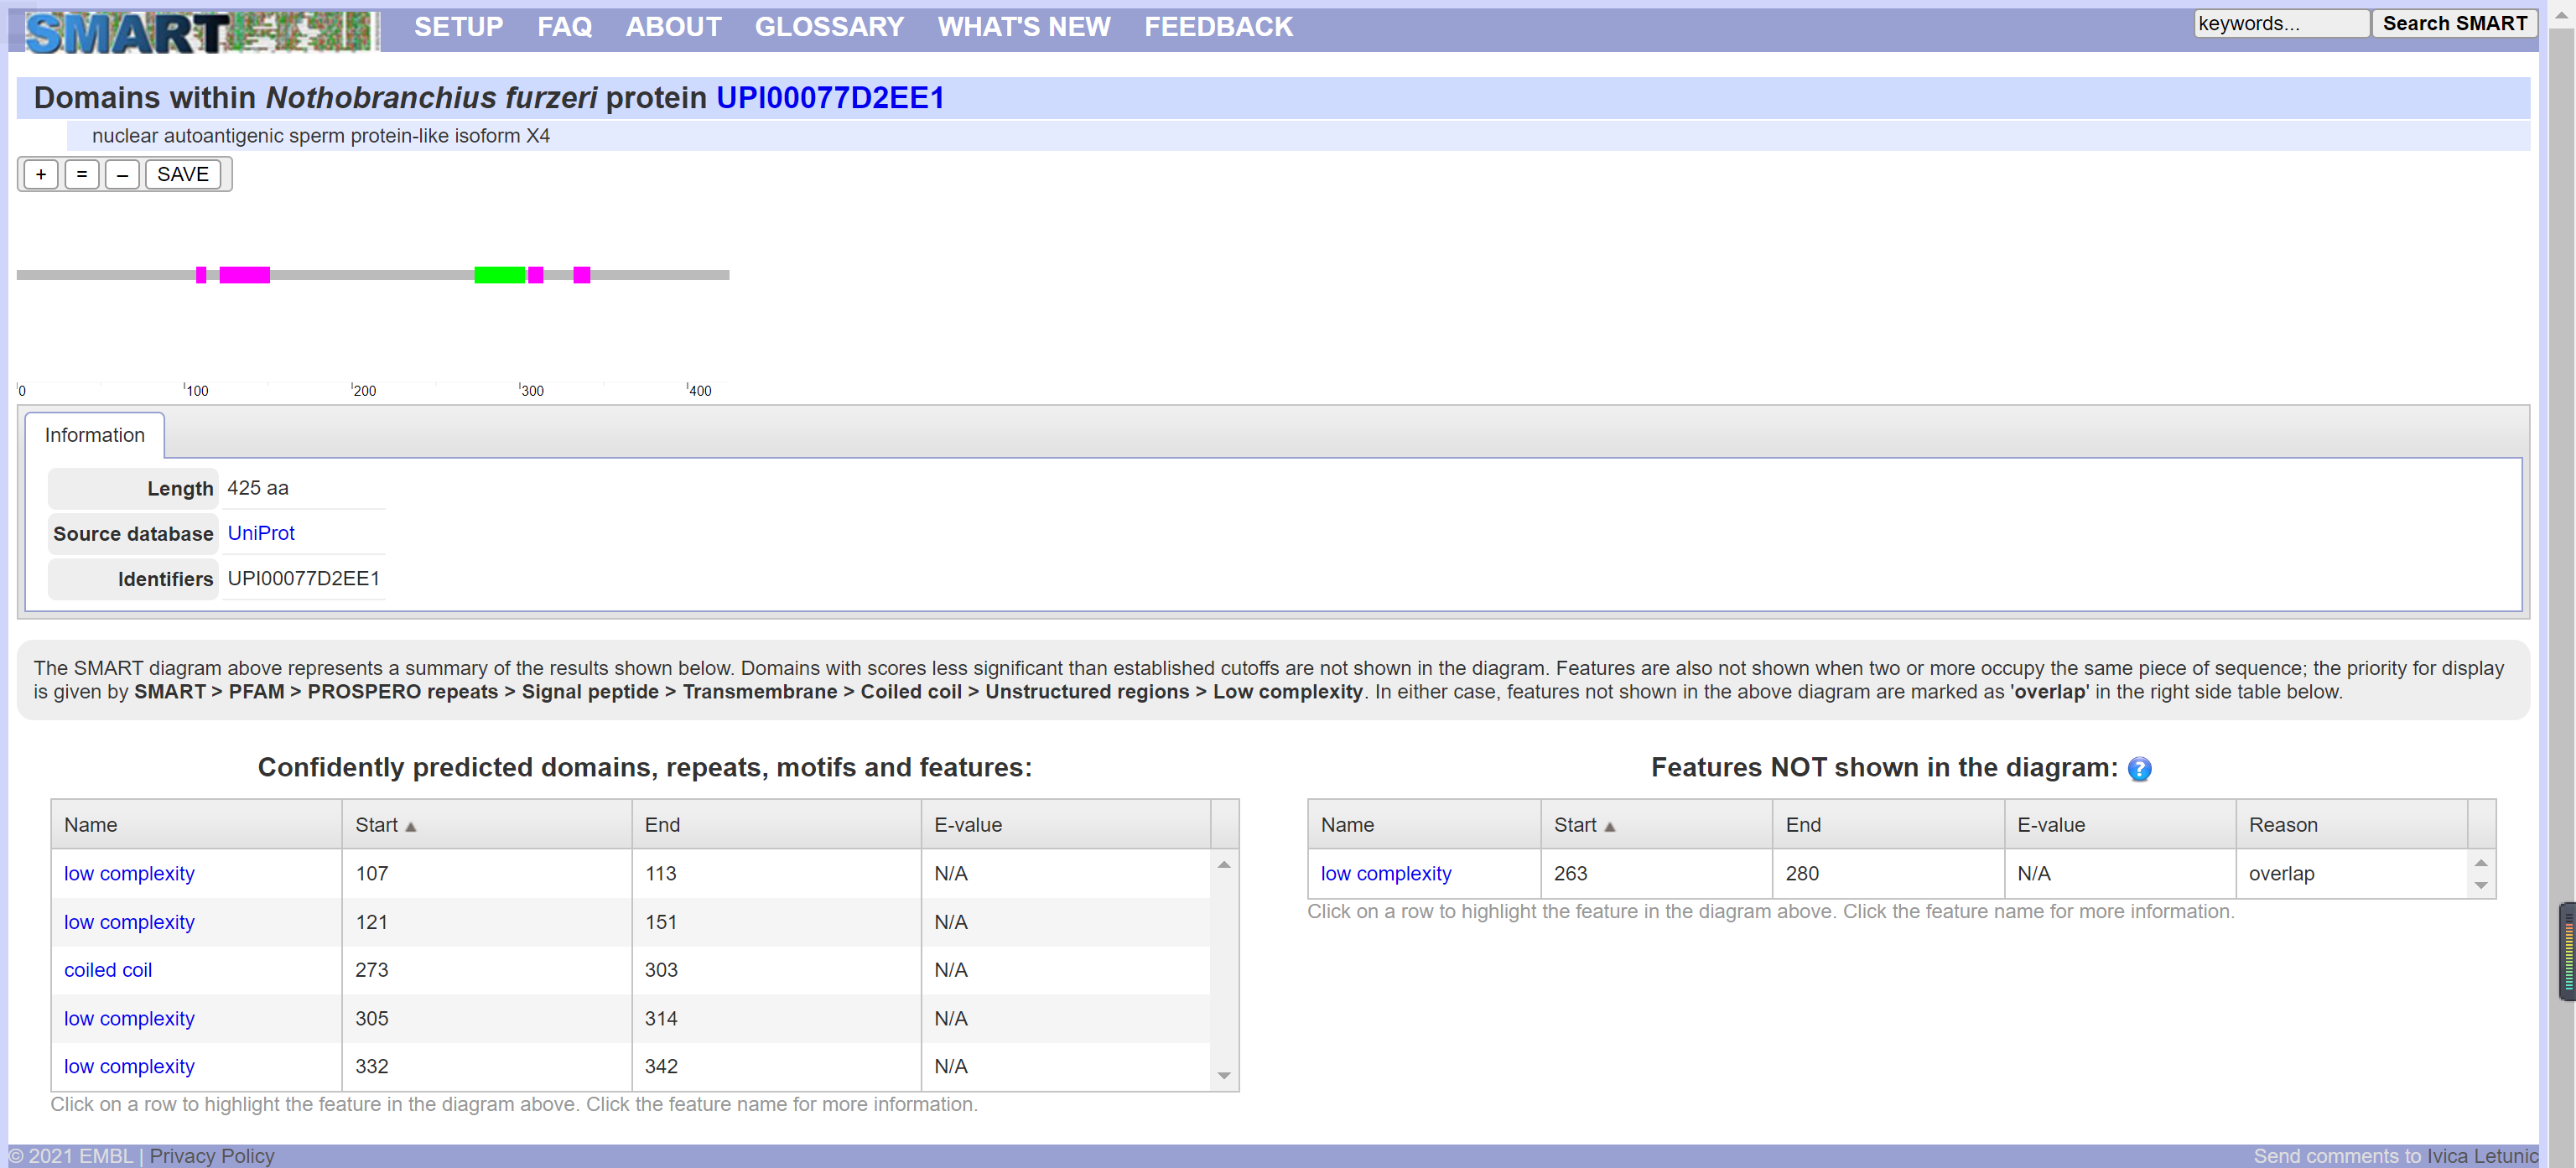 SMART SETUP FAQ ABOUT GLOSSARY WHAT'S NEW FEEDBACK keywords... Search SMART
Domains within Nothobranchius furzeri protein UPI00077D2EE1
nuclear autoantigenic sperm protein-like isoform X4
+ = – SAVE
0 100 200 300 400
Information
Length 425 aa
Source database UniProt
Identifiers UPI00077D2EE1
The SMART diagram above represents a summary of the results shown below. Domains with scores less significant than established cutoffs are not shown in the diagram. Features are also not shown when two or more occupy the same piece of sequence; the priority for display
is given by SMART > PFAM > PROSPERO repeats > Signal peptide > Transmembrane > Coiled coil > Unstructured regions > Low complexity. In either case, features not shown in the above diagram are marked as 'overlap' in the right side table below.
Confidently predicted domains, repeats, motifs and features:
Name Start End E-value
low complexity 107 113 N/A
low complexity 121 151 N/A
coiled coil 273 303 N/A
low complexity 305 314 N/A
low complexity 332 342 N/A
Click on a row to highlight the feature in the diagram above. Click the feature name for more information.
Features NOT shown in the diagram: ?
Name Start End E-value Reason
low complexity 263 280 N/A overlap
Click on a row to highlight the feature in the diagram above. Click the feature name for more information.
© 2021 EMBL | Privacy Policy Send comments to Ivica Letunic